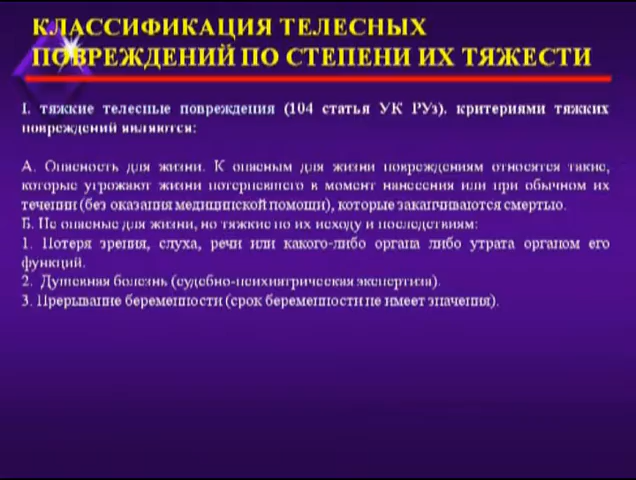 КЛАССИФИКАЦИЯ ТЕЛЕСНЫХ
ПОВРЕЖДЕНИЙ ПО СТЕПЕНИ ИХ ТЯЖЕСТИ
I. тяжкие телесные повреждения (104 статья УК РУз). критериями тяжких
повреждений являются:
А. Опасность для жизни. К опасным для жизни повреждениям относятся такие,
которые угрожают жизни потерпевшего в момент нанесения или при обычном их
течении (без оказания медицинской помощи), которые заканчиваются смертью.
Б. Не опасные для жизни, но тяжкие по их исходу и последствиям:
1. Потеря зрения, слуха, речи или какого-либо органа либо утрата органом его
функций.
2. Душевная болезнь (судебно-психиатрическая экспертиза).
3. Прерывание беременности (срок беременности не имеет значения).